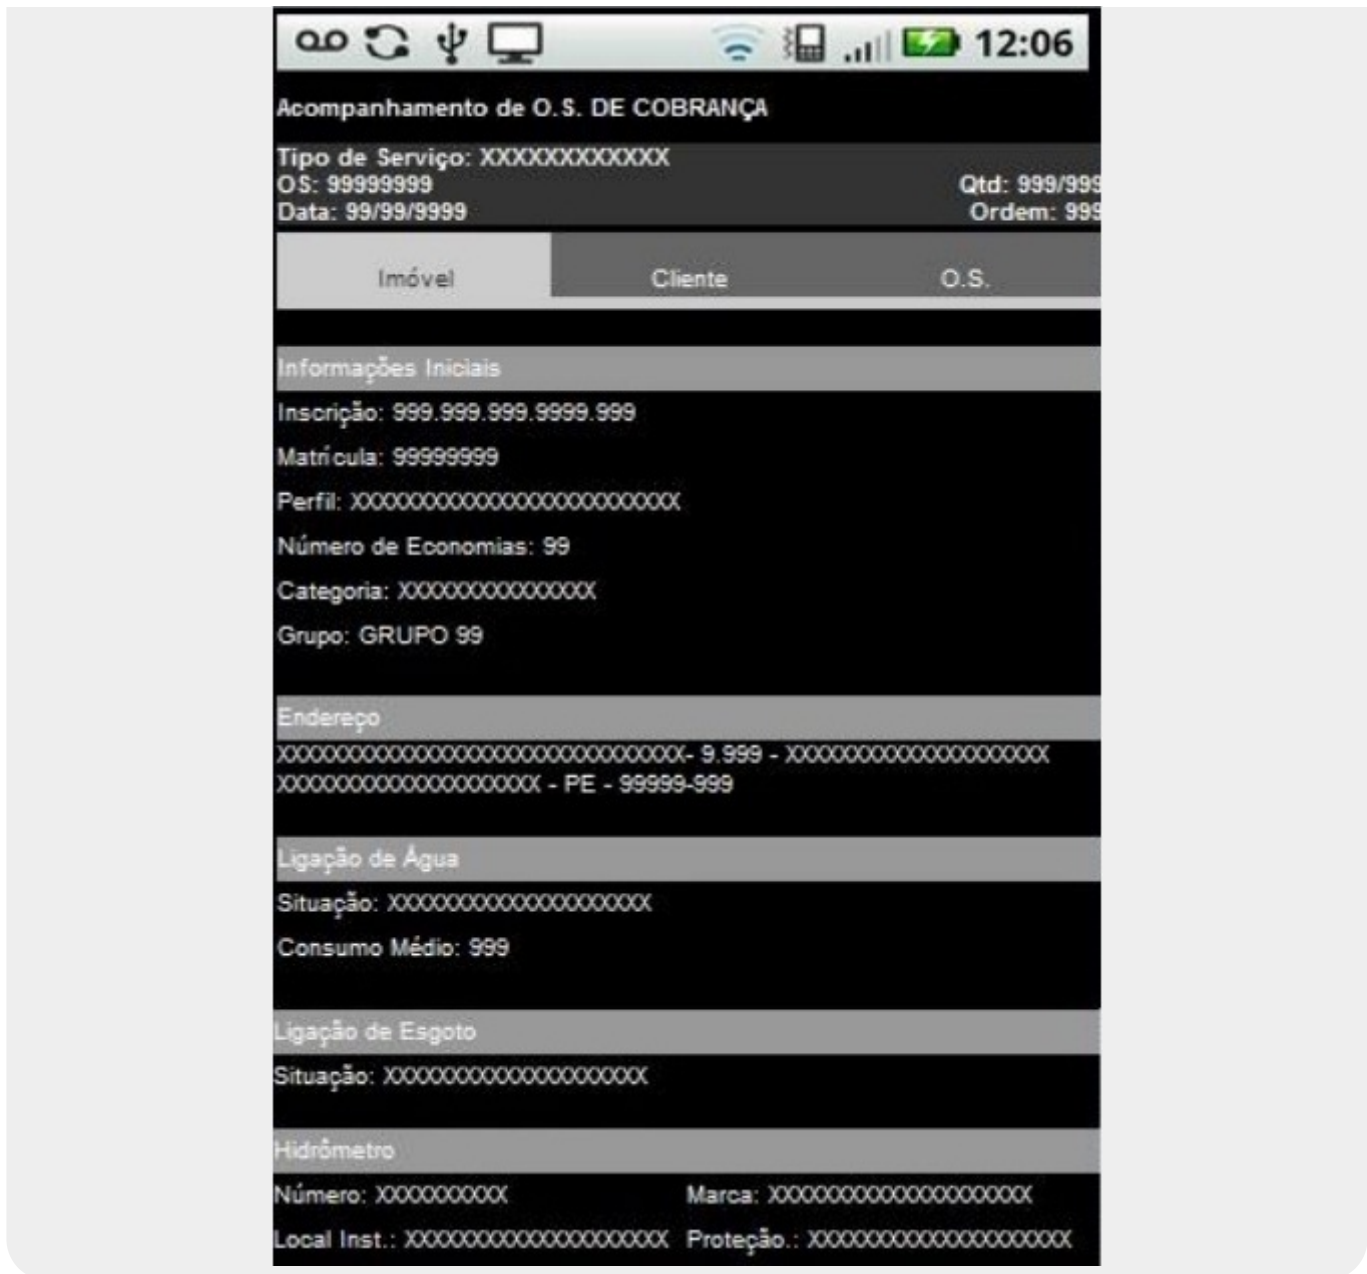 12:06
Acompanhamento de O.S. DE COBRANÇA
Tipo de Serviço: XXXXXXXXXXXX
OS: 99999999 Qtd: 999/999
Data: 99/99/9999 Ordem: 999
Imóvel Cliente O.S.
Informações Iniciais
Inscrição: 999.999.999.9999.999
Matrícula: 99999999
Perfil: XXXXXXXXXXXXXXXXXXXXXXXXX
Número de Economias: 99
Categoria: XXXXXXXXXXXXXXX
Grupo: GRUPO 99
Endereço
XXXXXXXXXXXXXXXXXXXXXXXXXXXXXXX- 9.999 - XXXXXXXXXXXXXXXXXXXX
XXXXXXXXXXXXXXXXXXXX - PE - 99999-999
Ligação de Água
Situação: XXXXXXXXXXXXXXXXXXXX
Consumo Médio: 999
Ligação de Esgoto
Situação: XXXXXXXXXXXXXXXXXXXX
Hidrômetro
Número: XXXXXXXXXX Marca: XXXXXXXXXXXXXXXXXXXX
Local Inst.: XXXXXXXXXXXXXXXXXXXX Proteção.: XXXXXXXXXXXXXXXXXXXX